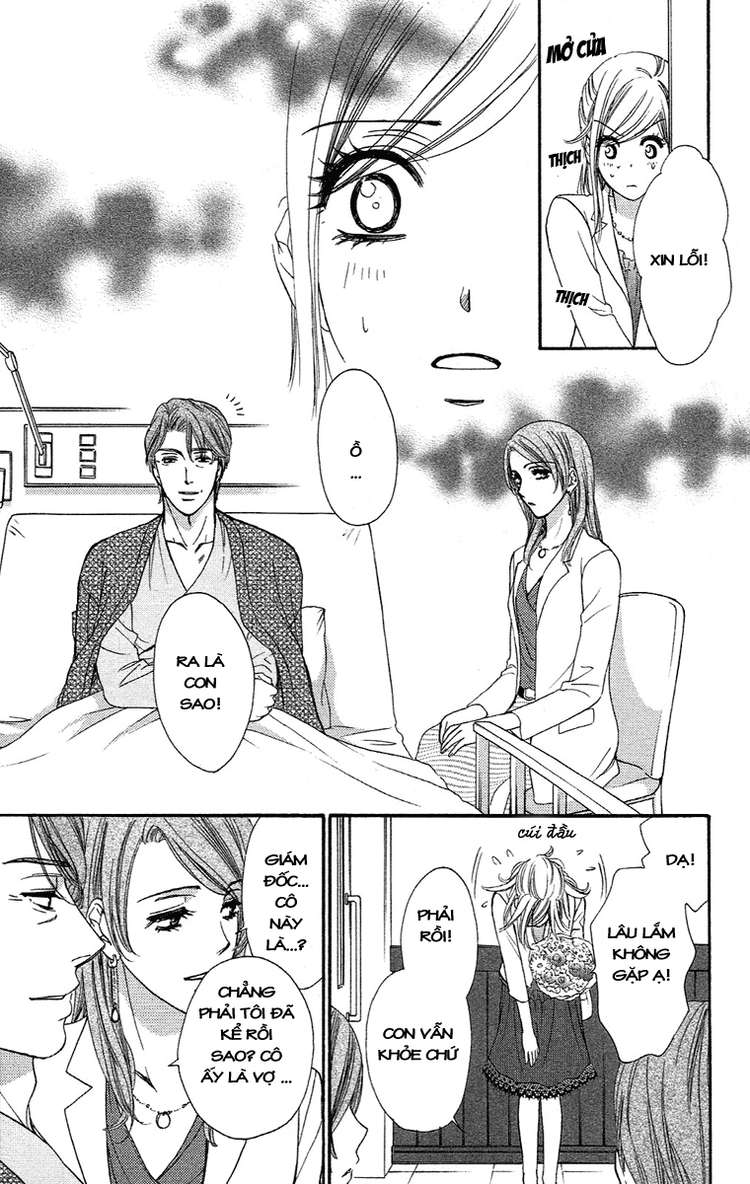 MỞ CỬA
THỊCH
XIN LỖI!
THỊCH
Ồ
...
RA LÀ
CON
SAO!
cúi đầu
DẠ!
LÂU LẮM
KHÔNG
GẶP Ạ!
PHẢI
RỒI!
CON VẪN
KHỎE CHỨ
GIÁM
ĐỐC...
CÔ
NÀY
LÀ...?
CHẲNG
PHẢI TÔI ĐÃ
KỂ RỒI
SAO? CÔ
ẤY LÀ VỢ ...